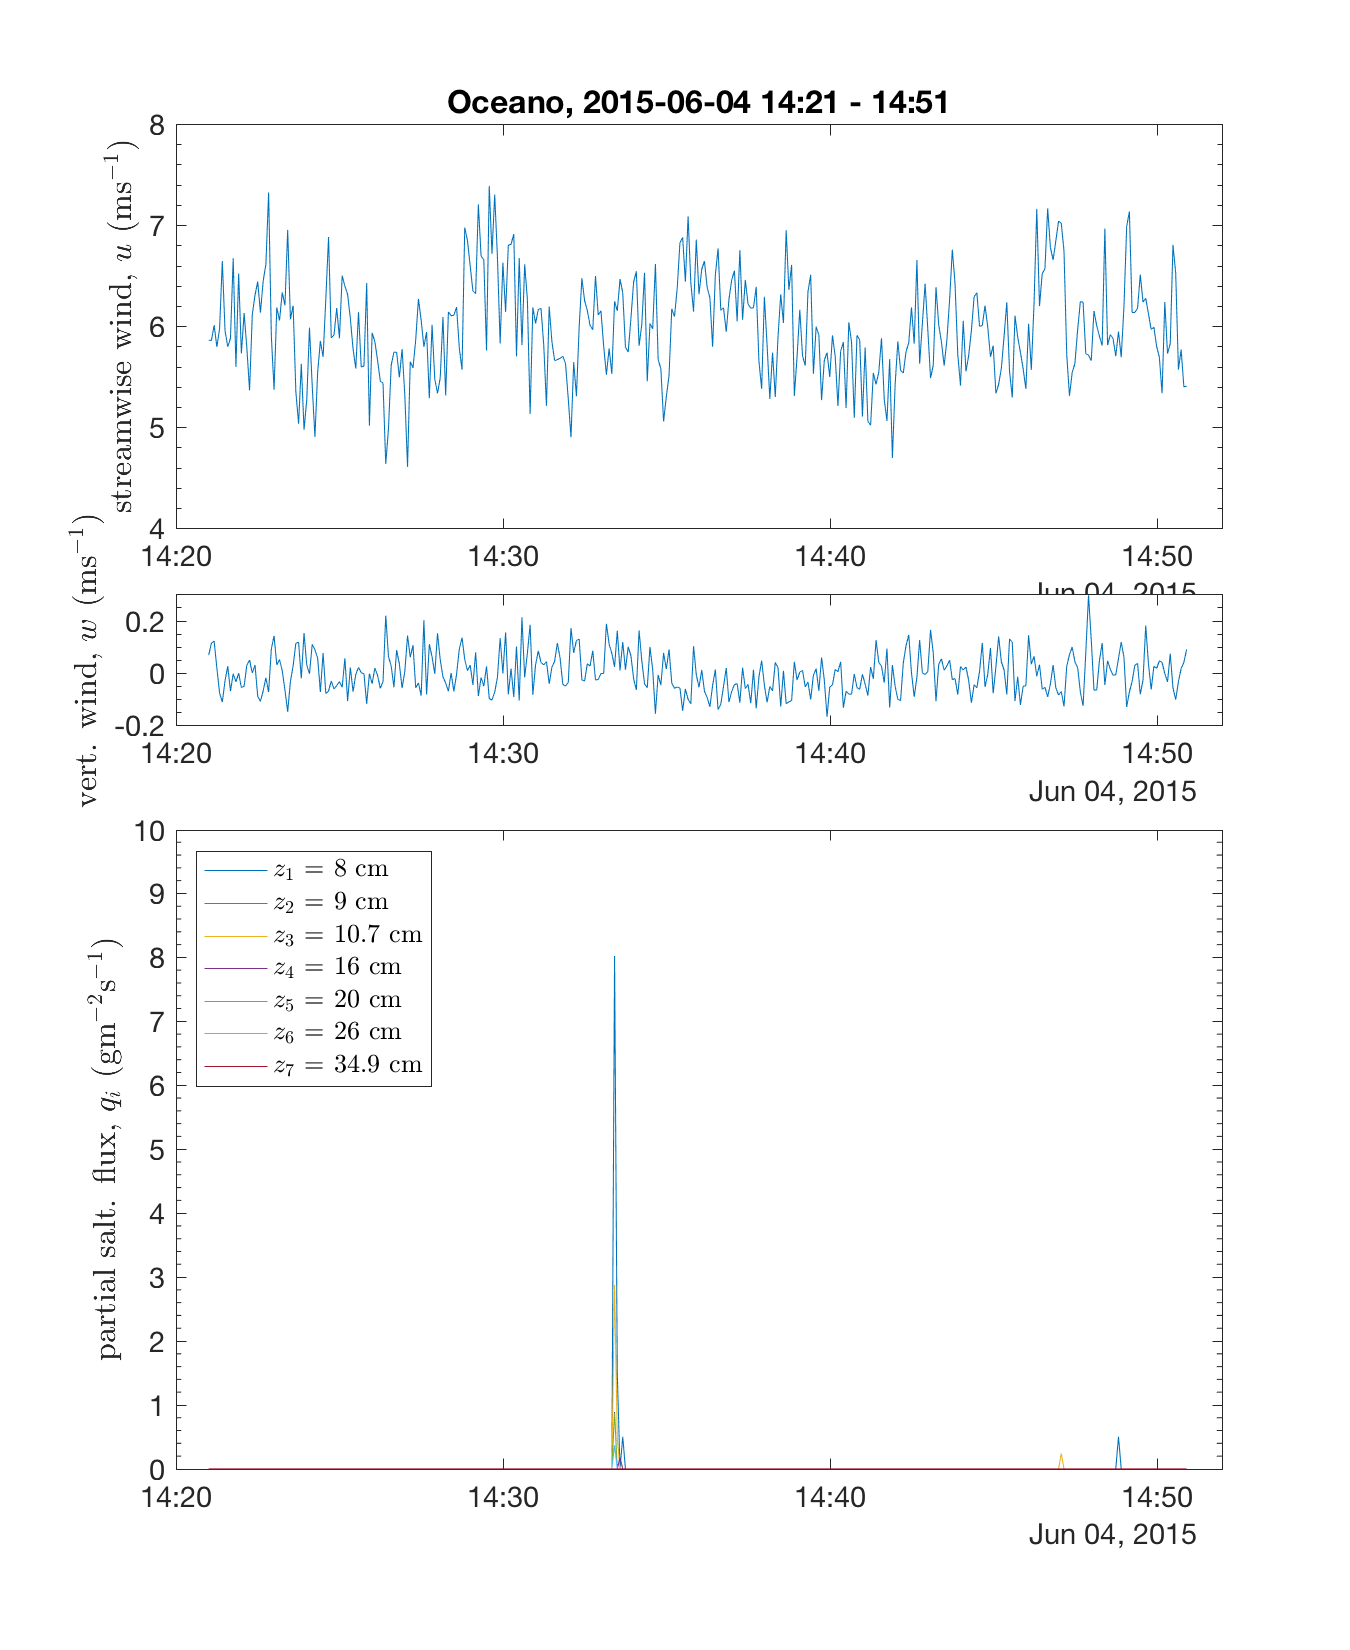 Oceano, 2015-06-04 14:21 - 14:51
streamwise wind, u (ms⁻¹)
8
7
6
5
4
14:20 14:30 14:40 14:50
Jun 04, 2015
vert. wind, w (ms⁻¹)
0.2
0
-0.2
14:20 14:30 14:40 14:50
Jun 04, 2015
partial salt. flux, qᵢ (gm⁻²s⁻¹)
10
9
8
7
6
5
4
3
2
1
0
z₁ = 8 cm
z₂ = 9 cm
z₃ = 10.7 cm
z₄ = 16 cm
z₅ = 20 cm
z₆ = 26 cm
z₇ = 34.9 cm
14:20 14:30 14:40 14:50
Jun 04, 2015